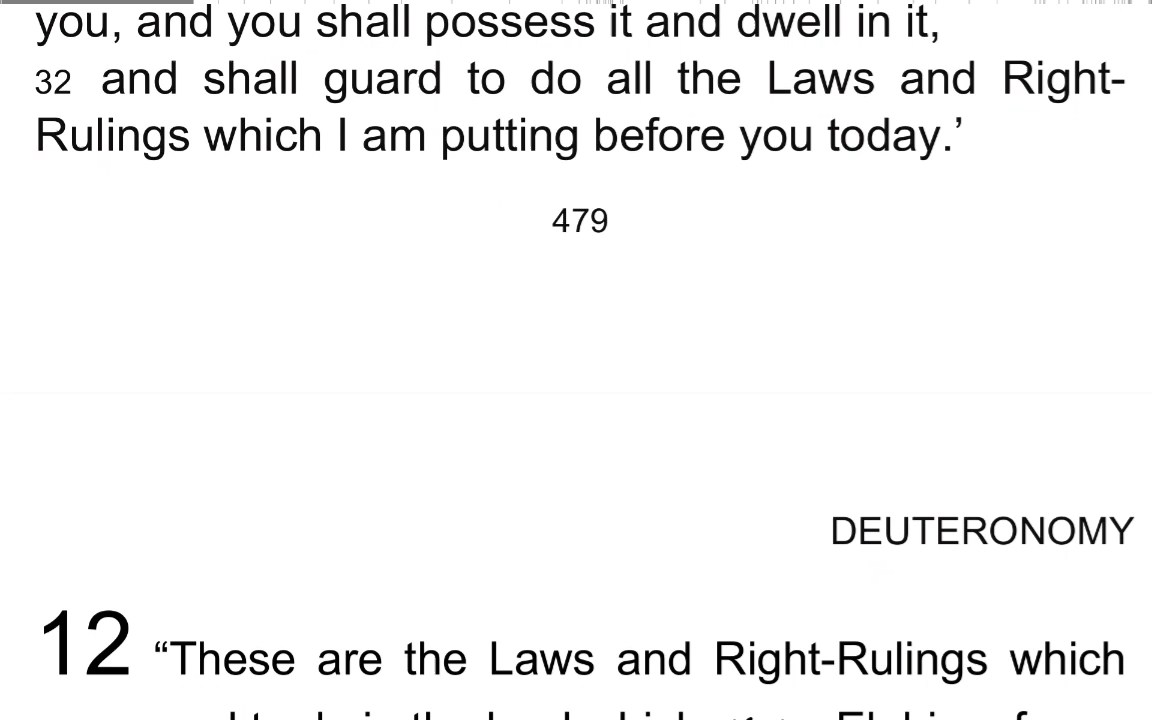 you, and you shall possess it and dwell in it,
32 and shall guard to do all the Laws and Right-
Rulings which I am putting before you today.’
479
DEUTERONOMY
12 “These are the Laws and Right-Rulings which